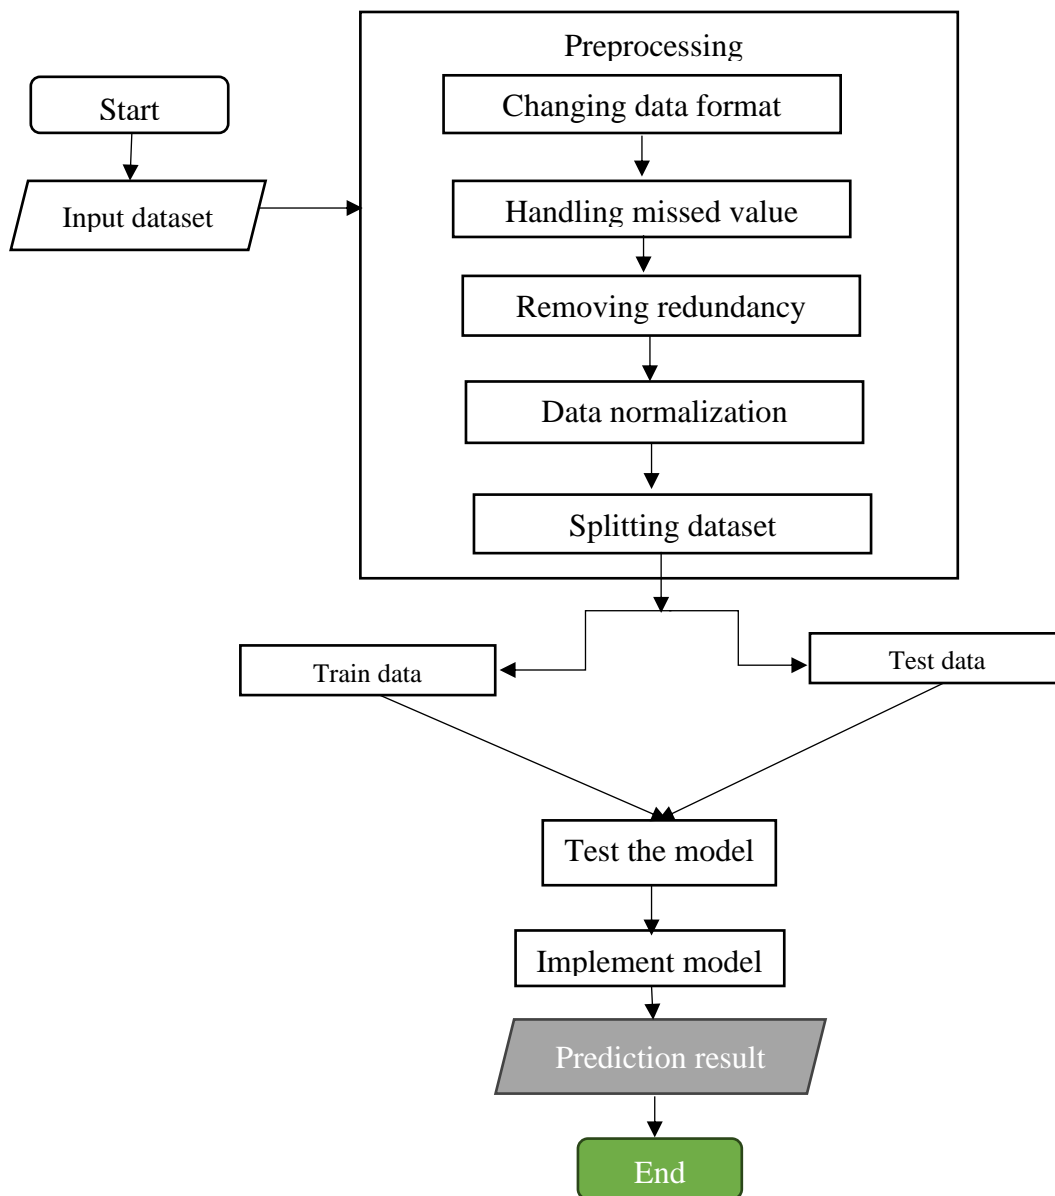 Start
Input dataset
Preprocessing
Changing data format
Handling missed value
Removing redundancy
Data normalization
Splitting dataset
Train data
Test data
Test the model
Implement model
Prediction result
End